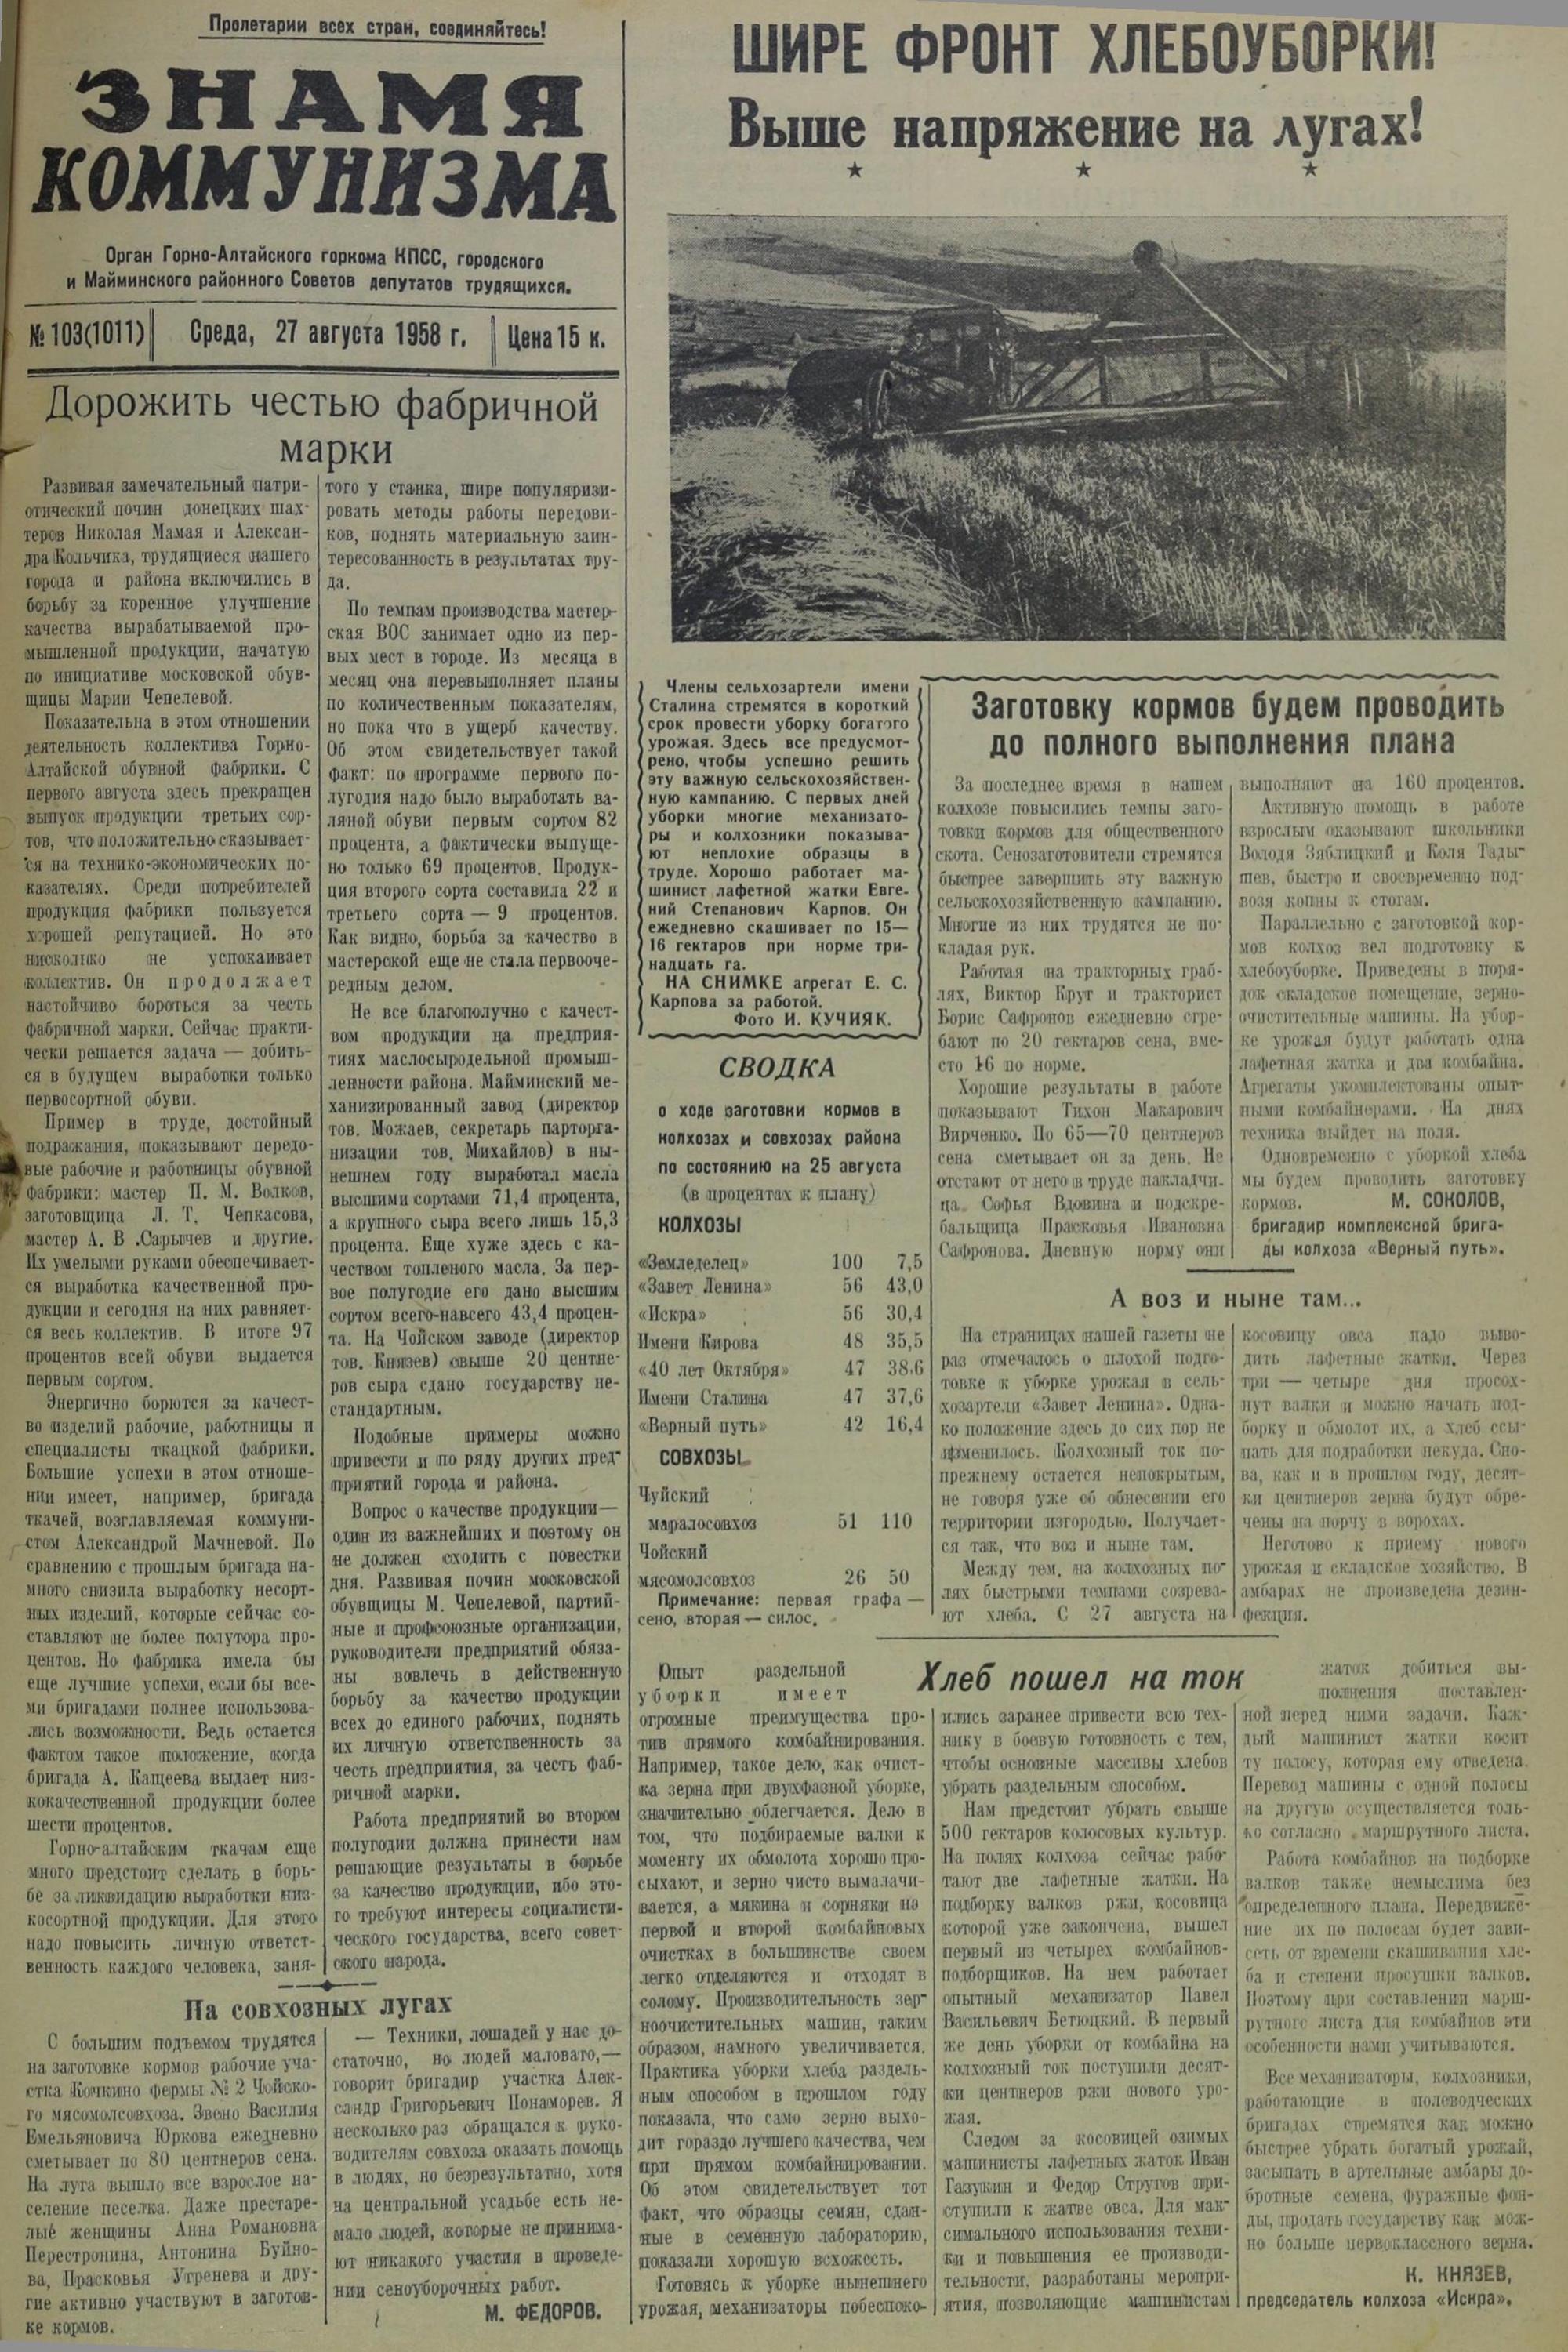 Пролетарии всех стран, соединяйтесь!
ЗНАМЯ
КОММУНИЗМА
Орган Горно-Алтайского горкома КПСС, городского
и Майминского районного Советов депутатов трудящихся.
№ 103(1011)
Среда, 27 августа 1958 г.
Цена 15 к.
ШИРЕ ФРОНТ ХЛЕБОУБОРКИ!
Выше напряжение на лугах!
Дорожить честью фабричной
марки
Развивая замечательный патри-
отический почин донецких шах-
теров Николая Мамая и Алексан-
дра Кольчика, трудящиеся нашего
города и района включились в
борьбу за коренное улучшение
качества вырабатываемой про-
мышленной продукции, начатую
по инициативе московской обув-
щицы Марии Чепелевой.
Показательна в этом отношении
деятельность коллектива Горно-
Алтайской обувной фабрики. С
первого августа здесь прекращен
выпуск продукции третьих сор-
тов, что положительно сказывает-
ся на технико-экономических по-
казателях. Среди потребителей
продукция фабрики пользуется
хорошей репутацией. Но это
нисколько не успокаивает
коллектив. Он продолжает
настойчиво бороться за честь
фабричной марки. Сейчас практи-
чески решается задача — добить-
ся в будущем выработки только
первосортной обуви.
Пример в труде, достойный
подражания, показывают передо-
вые рабочие и работницы обувной
фабрики: мастер П. М. Волков,
заготовщица Л. Т. Чепкасова,
мастер А. В .Сарычев и другие.
Их умелыми руками обеспечивает-
ся выработка качественной про-
дукции и сегодня на них равняет-
ся весь коллектив. В итоге 97
процентов всей обуви выдается
первым сортом.
Энергично борются за качест-
во изделий рабочие, работницы и
специалисты ткацкой фабрики.
Большие успехи в этом отноше-
нии имеет, например, бригада
ткачей, возглавляемая коммуни-
стом Александрой Мачневой. По
сравнению с прошлым бригада на-
много снизила выработку несорт-
ных изделий, которые сейчас со-
ставляют не более полутора про-
центов. Но фабрика имела бы
еще лучшие успехи, если бы все-
ми бригадами полнее использова-
лись возможности. Ведь остается
фактом такое положение, когда
бригада А. Кащеева выдает низ-
кокачественной продукции более
шести процентов.
Горно-алтайским ткачам еще
много предстоит сделать в борь-
бе за ликвидацию выработки низ-
косортной продукции. Для этого
надо повысить личную ответст-
венность каждого человека, заня-
того у станка, шире популяризи-
ровать методы работы передови-
ков, поднять материальную заин-
тересованность в результатах тру-
да.
По темпам производства мастер-
ская ВОС занимает одно из пер-
вых мест в городе. Из месяца в
месяц она перевыполняет планы
по количественным показателям,
но пока что в ущерб качеству.
Об этом свидетельствует такой
факт: по программе первого по-
лугодия надо было выработать ва-
ляной обуви первым сортом 82
процента, а фактически выпуще-
но только 69 процентов. Продук-
ция второго сорта составила 22 и
третьего сорта — 9 процентов.
Как видно, борьба за качество в
мастерской еще не стала первооче-
редным делом.
Не все благополучно с качест-
вом продукции на предприя-
тиях маслосыродельной промыш-
ленности района. Майминский ме-
ханизированный завод (директор
тов. Можаев, секретарь парторга-
низации тов. Михайлов) в ны-
нешнем году выработал масла
высшими сортами 71,4 процента,
а крупного сыра всего лишь 15,3
процента. Еще хуже здесь с ка-
чеством топленого масла. За пер-
вое полугодие его дано высшим
сортом всего-навсего 43,4 процен-
та. На Чойском заводе (директор
тов. Князев) свыше 20 центне-
ров сыра сдано государству не-
стандартным.
Подобные примеры можно
привести и по ряду других пред-
приятий города и района.
Вопрос о качестве продукции—
один из важнейших и поэтому он
не должен сходить с повестки
дня. Развивая почин московской
обувщицы М. Чепелевой, партий-
ные и профсоюзные организации,
руководители предприятий обяза-
ны вовлечь в действенную
борьбу за качество продукции
всех до единого рабочих, поднять
их личную ответственность за
честь предприятия, за честь фаб-
ричной марки.
Работа предприятий во втором
полугодии должна принести нам
решающие результаты в борьбе
за качество продукции, ибо это-
го требуют интересы социалисти-
ческого государства, всего совет-
ского народа.
На совхозных лугах
С большим подъемом трудятся
на заготовке кормов рабочие уча-
стка Кочкино фермы № 2 Чойско-
го мясомолсовхоза. Звено Василия
Емельяновича Юркова ежедневно
сметывает по 80 центнеров сена.
На луга вышло все взрослое на-
селение песелка. Даже престаре-
лые женщины Анна Романовна
Перестронина, Антонина Буйно-
ва, Прасковья Угренева и дру-
гие активно участвуют в заготов-
ке кормов.
— Техники, лошадей у нас до-
статочно, но людей маловато,—
говорит бригадир участка Алек-
сандр Григорьевич Понаморев. Я
несколько раз обращался к руко-
водителям совхоза оказать помощь
в людях, но безрезультатно, хотя
на центральной усадьбе есть не-
мало людей, которые не принима-
ют никакого участия в проведе-
нии сеноуборочных работ.
М. ФЕДОРОВ.
Члены сельхозартели имени
Сталина стремятся в короткий
срок провести уборку богатого
урожая. Здесь все предусмот-
рено, чтобы успешно решить
эту важную сельскохозяйствен-
ную кампанию. С первых дней
уборки многие механизато-
ры и колхозники показыва-
ют неплохие образцы в
труде. Хорошо работает ма-
шинист лафетной жатки Евге-
ний Степанович Карпов. Он
ежедневно скашивает по 15—
16 гектаров при норме три-
надцать га.
НА СНИМКЕ агрегат Е. С.
Карпова за работой.
Фото И. КУЧИЯК.
СВОДКА
о ходе заготовки кормов в
колхозах и совхозах района
по состоянию на 25 августа
(в процентах к плану)
КОЛХОЗЫ
«Земледелец» 100 7,5
«Завет Ленина» 56 43,0
«Искра» 56 30,4
Имени Кирова 48 35,5
«40 лет Октября» 47 38,6
Имени Сталина 47 37,6
«Верный путь» 42 16,4
СОВХОЗЫ
Чуйский
маралосовхоз 51 110
Чойский
мясомолсовхоз 26 50
Примечание: первая графа —
сено, вторая — силос.
Заготовку кормов будем проводить
до полного выполнения плана
За последнее время в нашем
колхозе повысились темпы заго-
товки кормов для общественного
скота. Сенозаготовители стремятся
быстрее завершить эту важную
сельскохозяйственную кампанию.
Многие из них трудятся не по-
кладая рук.
Работая на тракторных граб-
лях, Виктор Крут и тракторист
Борис Сафронов ежедневно сгре-
бают по 20 гектаров сена, вме-
сто 16 по норме.
Хорошие результаты в работе
показывают Тихон Макарович
Вирченко. По 65—70 центнеров
сена сметывает он за день. Не
отстают от него в труде накладчи-
ца Софья Вдовина и подскре-
бальщица Прасковья Ивановна
Сафронова. Дневную норму они
выполняют на 160 процентов.
Активную помощь в работе
взрослым оказывают школьники
Володя Зяблицкий и Коля Тады-
шев, быстро и своевременно под-
возя копны к стогам.
Параллельно с заготовкой кор-
мов колхоз вел подготовку к
хлебоуборке. Приведены в поря-
док складское помещение, зерно-
очистительные машины. На убор-
ке урожая будут работать одна
лафетная жатка и два комбайна.
Агрегаты укомплектованы опыт-
ными комбайнерами. На днях
техника выйдет на поля.
Одновременно с уборкой хлеба
мы будем проводить заготовку
кормов.
М. СОКОЛОВ,
бригадир комплексной брига-
ды колхоза «Верный путь».
А воз и ныне там...
На страницах нашей газеты не
раз отмечалось о плохой подго-
товке к уборке урожая в сель-
хозартели «Завет Ленина». Одна-
ко положение здесь до сих пор не
изменилось. Колхозный ток по-
прежнему остается непокрытым,
не говоря уже об обнесении его
территории изгородью. Получает-
ся так, что воз и ныне там.
Между тем, на колхозных по-
лях быстрыми темпами созрева-
ют хлеба. С 27 августа на
косовицу овса надо выво-
дить лафетные жатки. Через
три — четыре дня просох-
нут валки и можно начать под-
борку и обмолот их, а хлеб ссы-
пать для подработки некуда. Сно-
ва, как и в прошлом году, десят-
ки центнеров зерна будут обре-
чены на порчу в ворохах.
Неготово к приему нового
урожая и складское хозяйство. В
амбарах не произведена дезин-
фекция.
Хлеб пошел на ток
Опыт раздельной
уборки имеет
огромные преимущества про-
тив прямого комбайнирования.
Например, такое дело, как очист-
ка зерна при двухфазной уборке,
значительно облегчается. Дело в
том, что подбираемые валки к
моменту их обмолота хорошо про-
сыхают, и зерно чисто вымалачи-
вается, а мякина и сорняки на
первой и второй комбайновых
очистках в большинстве своем
легко отделяются и отходят в
солому. Производительность зер-
ноочистительных машин, таким
образом, намного увеличивается.
Практика уборки хлеба раздель-
ным способом в прошлом году
показала, что само зерно выхо-
дит гораздо лучшего качества, чем
при прямом комбайнировании.
Об этом свидетельствует тот
факт, что образцы семян, сдан-
ные в семенную лабораторию,
показали хорошую всхожесть.
Готовясь к уборке нынешнего
урожая, механизаторы побеспоко-
ились заранее привести всю тех-
нику в боевую готовность с тем,
чтобы основные массивы хлебов
убрать раздельным способом.
Нам предстоит убрать свыше
500 гектаров колосовых культур.
На полях колхоза сейчас рабо-
тают две лафетные жатки. На
подборку валков ржи, косовица
которой уже закончена, вышел
первый из четырех комбайнов-
подборщиков. На нем работает
опытный механизатор Павел
Васильевич Бетюцкий. В первый
же день уборки от комбайна на
колхозный ток поступили десят-
ки центнеров ржи нового уро-
жая.
Следом за косовицей озимых
машинисты лафетных жаток Иван
Газукин и Федор Стругов при-
ступили к жатве овса. Для мак-
симального использования техни-
ки и повышения ее производи-
тельности, разработаны меропри-
ятия, позволяющие машинистам
жаток добиться вы-
полнения поставлен-
ной перед ними задачи. Каж-
дый машинист жатки косит
ту полосу, которая ему отведена.
Перевод машины с одной полосы
на другую осуществляется толь-
ко согласно маршрутного листа.
Работа комбайнов на подборке
валков также немыслима без
определенного плана. Передвиже-
ние их по полосам будет зави-
сеть от времени скашивания хле-
ба и степени просушки валков.
Поэтому при составлении марш-
рутного листа для комбайнов эти
особенности нами учитываются.
Все механизаторы, колхозники,
работающие в полеводческих
бригадах стремятся как можно
быстрее убрать богатый урожай,
засыпать в артельные амбары до-
бротные семена, фуражные фон-
ды, продать государству как мож-
но больше первоклассного зерна.
К. КНЯЗЕВ,
председатель колхоза «Искра».